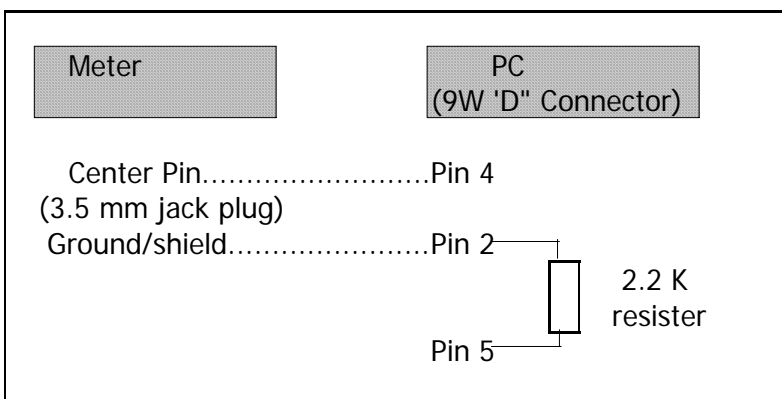 Meter
PC
(9W 'D" Connector)
Center Pin..........................Pin 4
(3.5 mm jack plug)
Ground/shield.......................Pin 2
2.2 K
resister
Pin 5